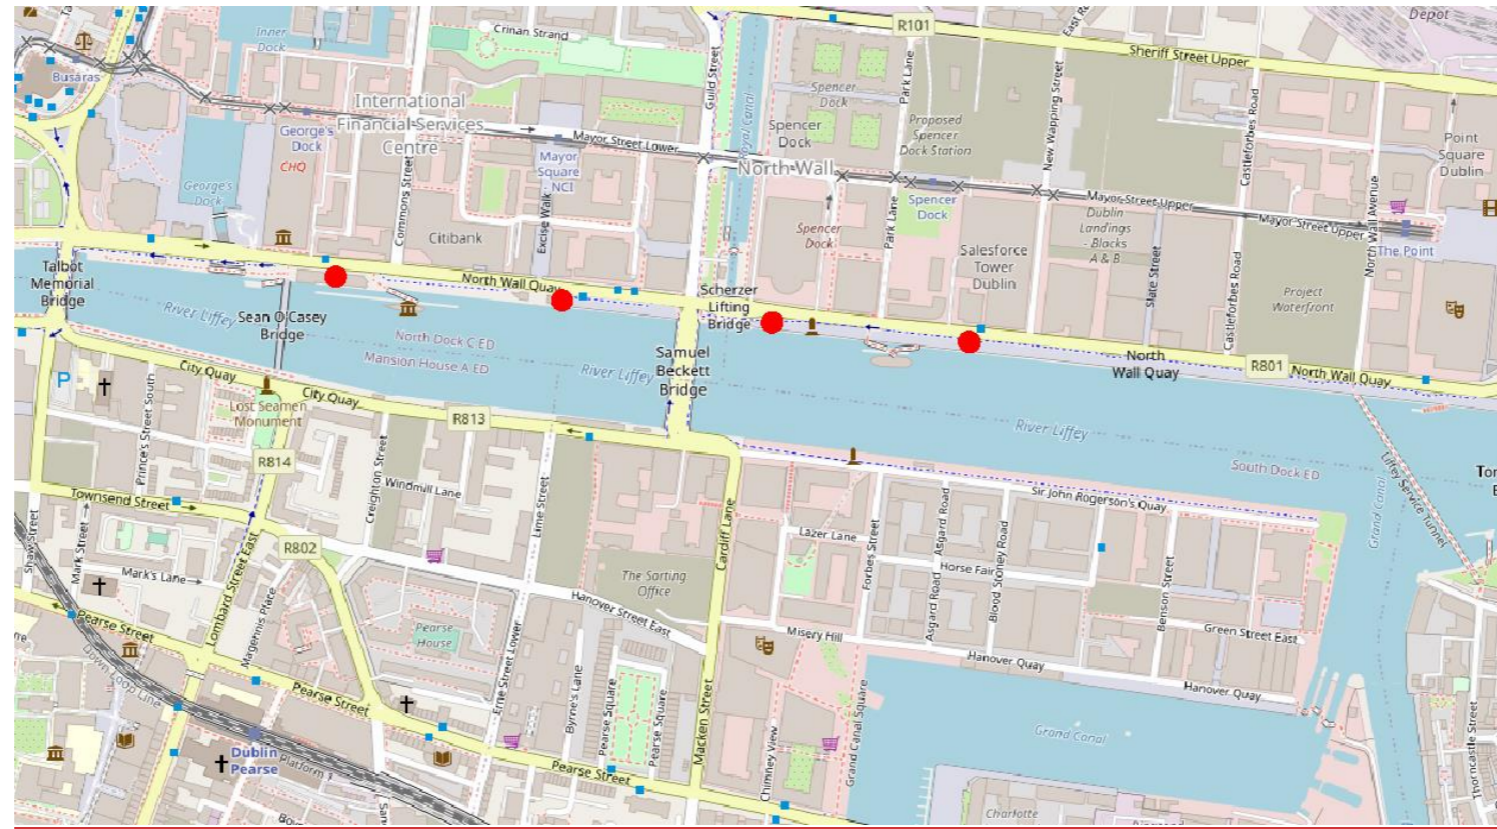 Depot
R101
Crinan Strand
Inner
Dock
East Ro
Sheriff Street Upper
Busáras
Guild Street
Park Lane
Spencer
Dock
Royal Canal
New Wapping Street
Castleforbes Road
International
Financial Services
Centre
George's
Dock
CHQ
Mayor Street Lower
Spencer
Dock
Proposed
Spencer
Dock Station
Point
Square
Dublin
Mayor
Square
NCI
North Wall
George's
Dock
Commons Street
Excise Walk
Citibank
Spencer
Dock
Park Lane
Spencer
Dock
Mayor Street Upper
Dublin
Landings
- Blocks
A & B
Mayor Street Upper
North Wall Avenue
The Point
Salesforce
Tower
Dublin
State Street
Castleforbes Road
Project
Waterfront
Talbot
Memorial
Bridge
River Liffey
Sean O'Casey
Bridge
North Wall Quay
Scherzer
Lifting
Bridge
North Dock C ED
Mansion House A ED
River Liffey
Samuel
Beckett
Bridge
North
Wall Quay
R801
North Wall Quay
City Quay
City Quay
Lost Seamen
Monument
R813
River Liffey
P
Prince's Street South
R814
Creighton Street
Windmill Lane
Lime Street
South Dock ED
Sir John Rogerson's Quay
Grand Canal
Liffey Service Tunnel
Tor
Townsend Street
Shaw Street
Mark Street
Mark's Lane
R802
Lombard Street East
Cardiff Lane
Lazer Lane
Forbes Street
Asgard Road
Asgard Road
Horse Fair
Blood Stoney Road
Benson Street
The Sorting
Office
Hanover Street East
Pearse Street
Magennis Place
Pearse
House
Misery Hill
Green Street East
Hanover Quay
Hanover Quay
Down Loop Line
Pearse Street
Erne Street Lower
Byrne's Lane
Pearse Square
Pearse Square
Macken Street
Chimney View
Grand Canal Square
Grand Canal
Thorncastle Street
Dublin
Pearse
Platform 1
Pearse Street
Charlotte